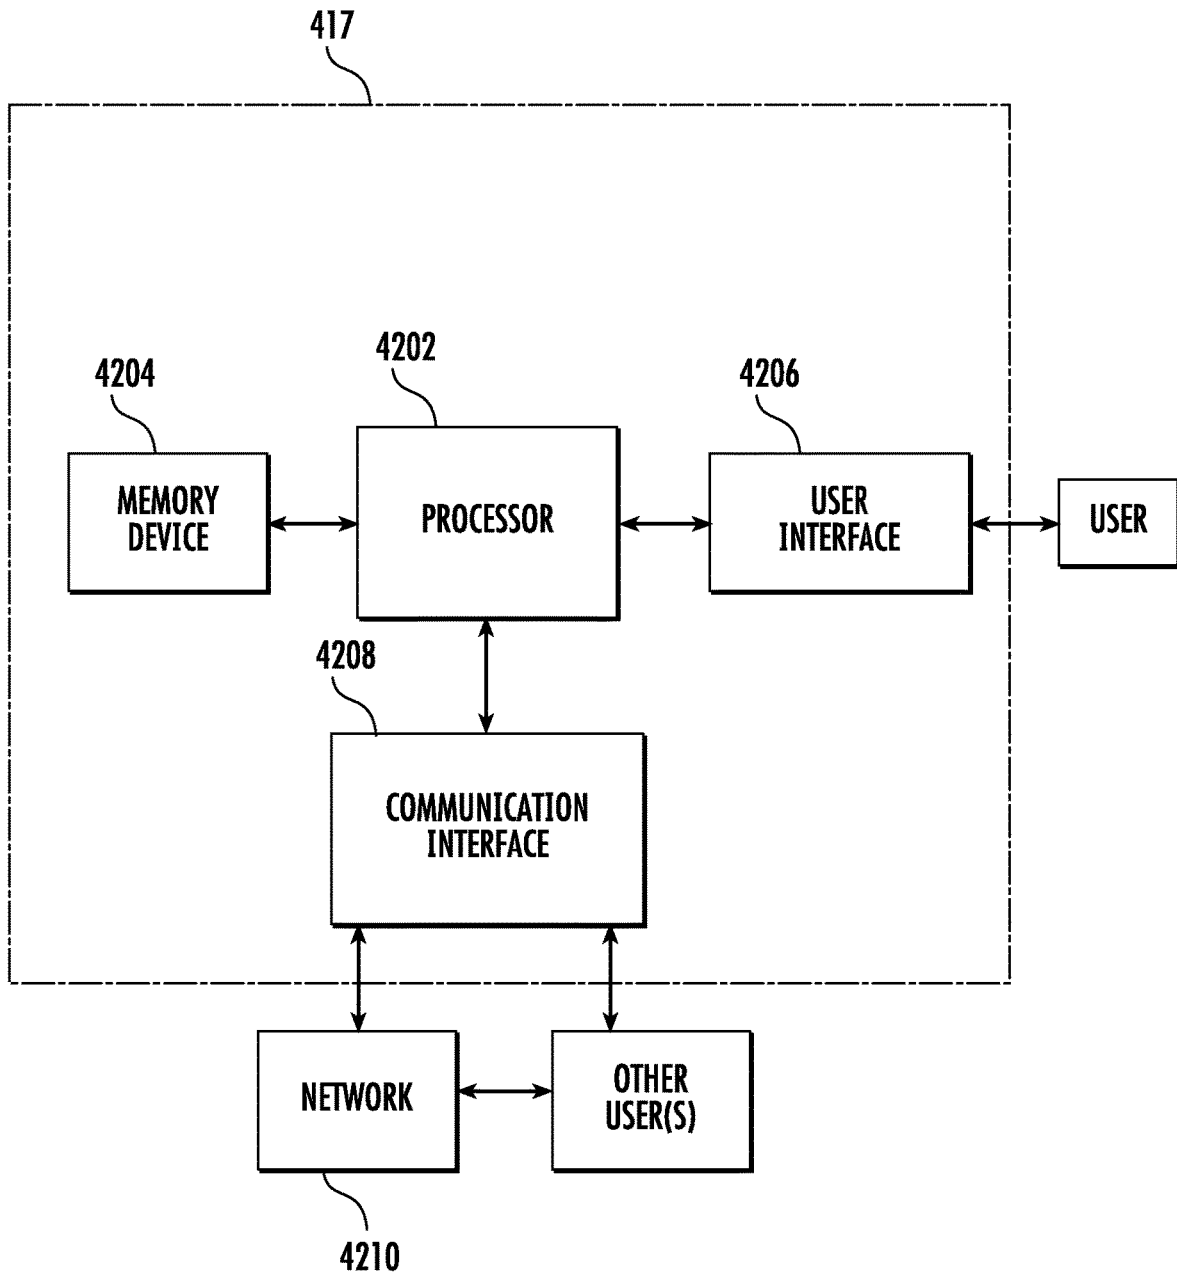 417
4202
4204
4206
MEMORY
DEVICE
PROCESSOR
USER
INTERFACE
USER
4208
COMMUNICATION
INTERFACE
NETWORK
OTHER
USER(S)
4210